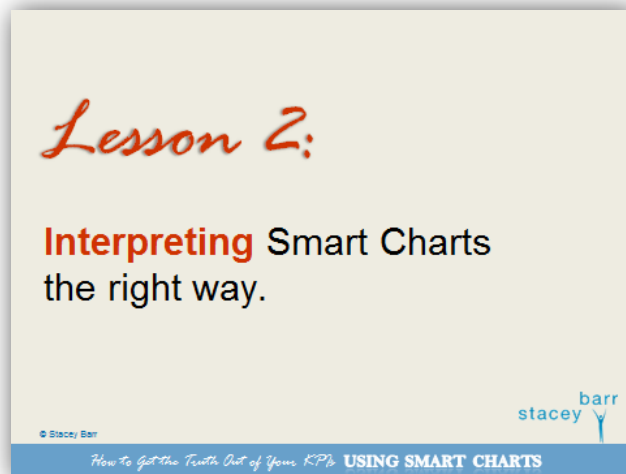 Lesson 2:
Interpreting Smart Charts
the right way.
barr
stacey
© Stacey Barr
How to Get the Truth Out of Your KPIs USING SMART CHARTS